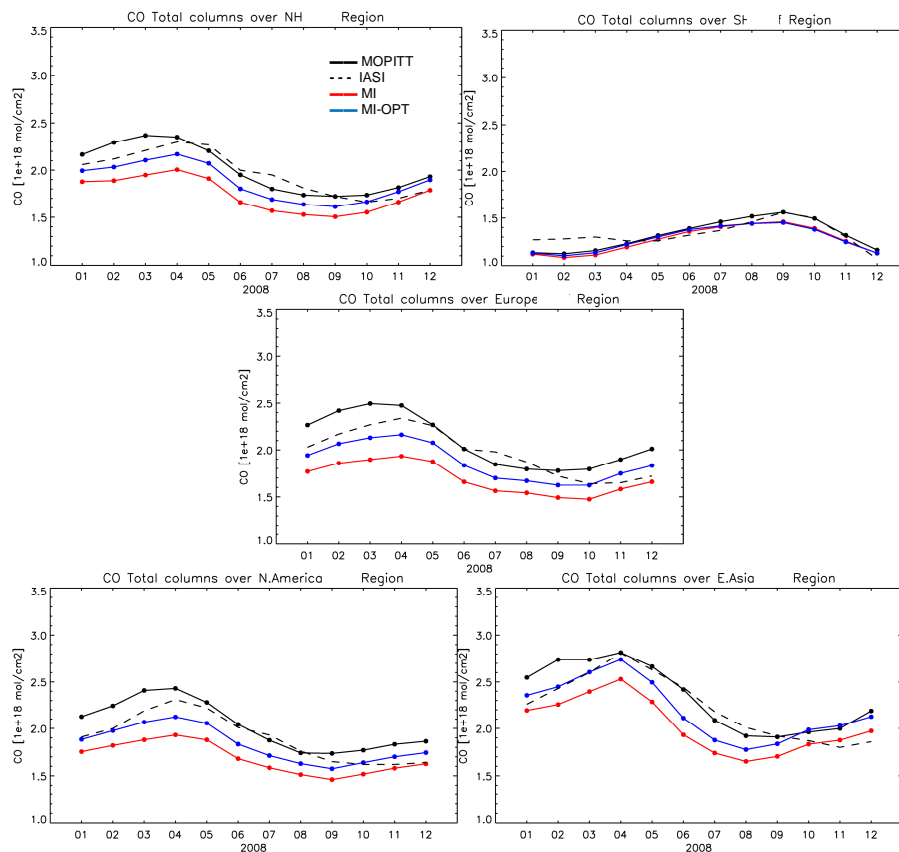 CO Total columns over NH Region
3.5
3.0
2.5
2.0
1.5
1.0
CO [1e+18 mol/cm2]
MOPITT
IASI
MI
MI-OPT
01 02 03 04 05 06 07 08 09 10 11 12
2008
CO Total columns over Region
3.5
3.0
2.5
2.0
1.5
1.0
CO [1e+18 mol/cm2]
01 02 03 04 05 06 07 08 09 10 11 12
2008
CO Total columns over Europe Region
3.5
3.0
2.5
2.0
1.5
1.0
CO [1e+18 mol/cm2]
01 02 03 04 05 06 07 08 09 10 11 12
2008
CO Total columns over N.America Region
3.5
3.0
2.5
2.0
1.5
1.0
CO [1e+18 mol/cm2]
01 02 03 04 05 06 07 08 09 10 11 12
2008
CO Total columns over E.Asia Region
3.5
3.0
2.5
2.0
1.5
1.0
CO [1e+18 mol/cm2]
01 02 03 04 05 06 07 08 09 10 11 12
2008